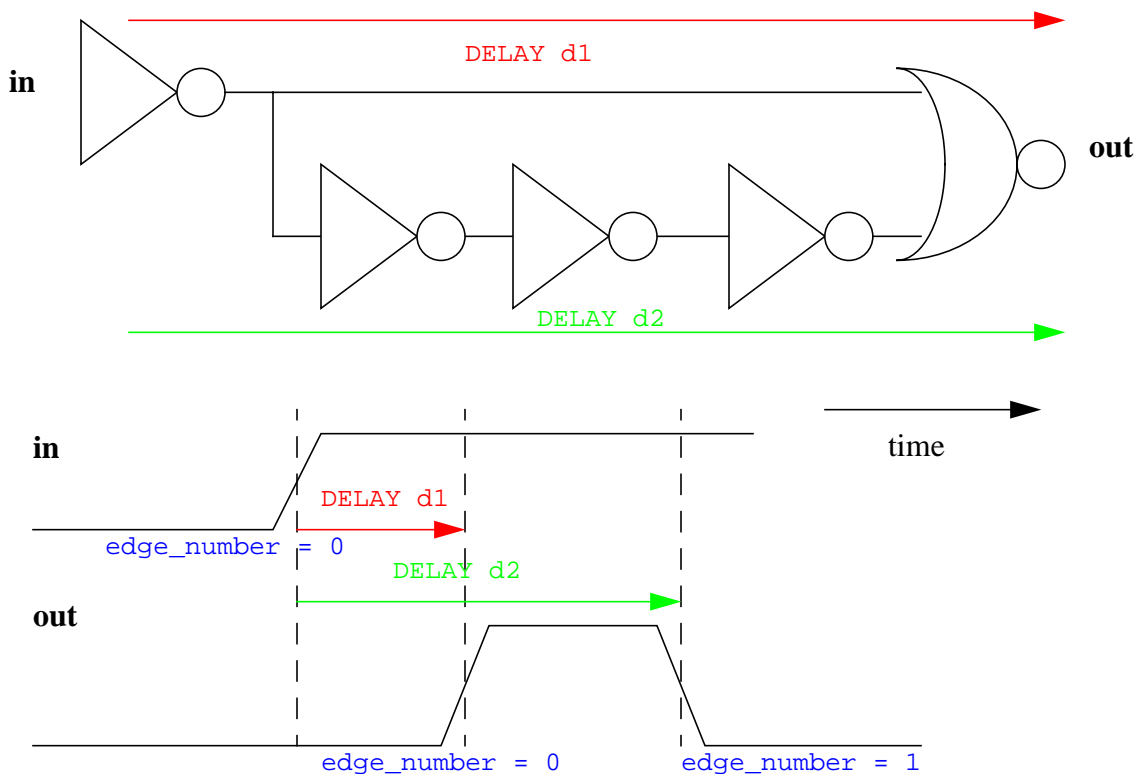 DELAY d1
in
out
DELAY d2
in
time
DELAY d1
edge_number = 0
DELAY d2
out
edge_number = 0
edge_number = 1